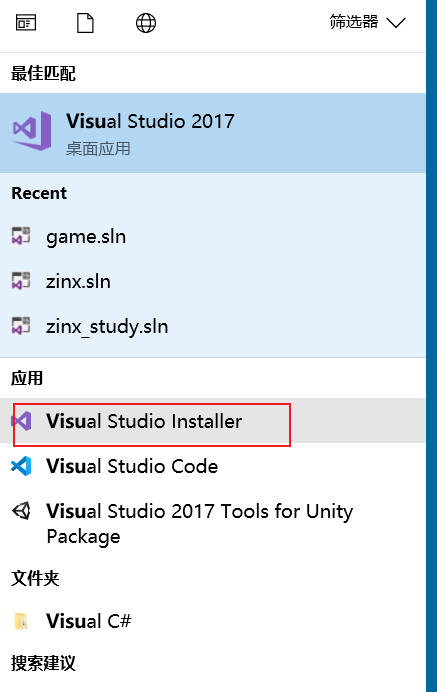 筛选器
最佳匹配
Visual Studio 2017
桌面应用
Recent
game.sln
zinx.sln
zinx_study.sln
应用
Visual Studio Installer
Visual Studio Code
Visual Studio 2017 Tools for Unity
Package
文件夹
Visual C#
搜索建议